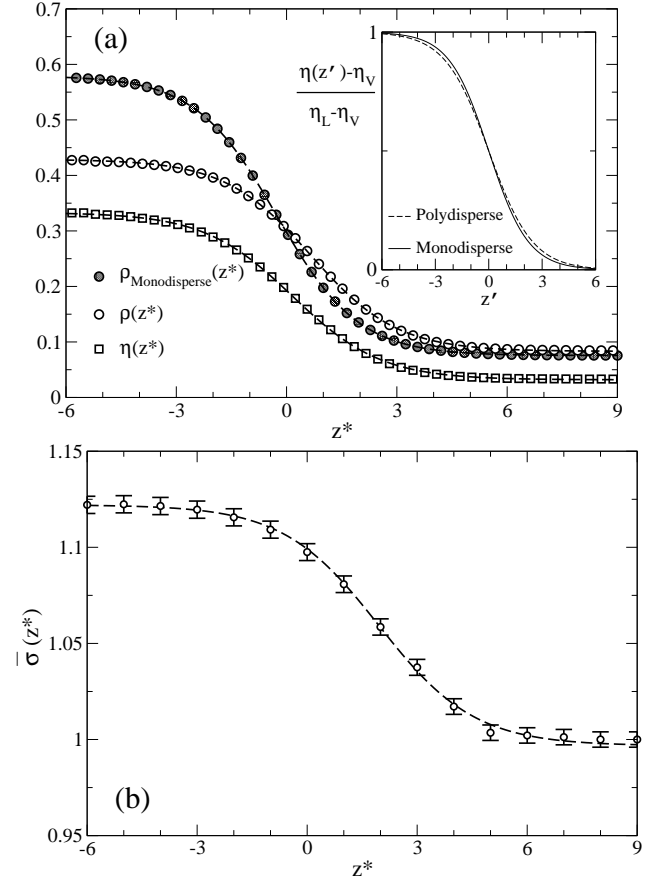 (a)
0.7
0.6
0.5
0.4
0.3
0.2
0.1
0
ρMonodisperse(z*)
ρ(z*)
η(z*)
-6 -3 0 3 6 9
z*
η(z′)-ηV
ηL-ηV
1
0
Polydisperse
Monodisperse
-6 -3 0 3 6
z′
1.15
1.1
1.05
1
0.95
σ̅ (z*)
(b)
-6 -3 0 3 6 9
z*